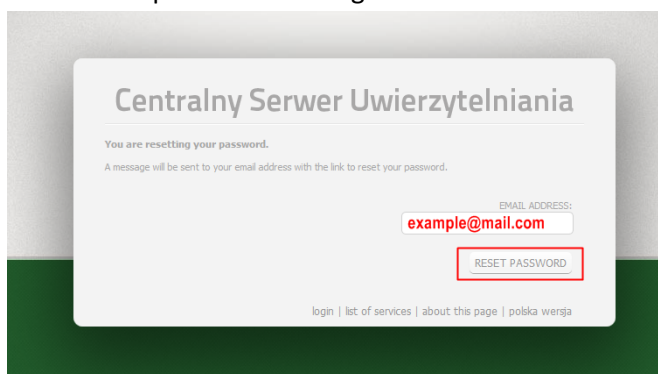 Centralny Serwer Uwierzytelniania
You are resetting your password.
A message will be sent to your email address with the link to reset your password.
EMAIL ADDRESS:
example@mail.com
RESET PASSWORD
login | list of services | about this page | polska wersja